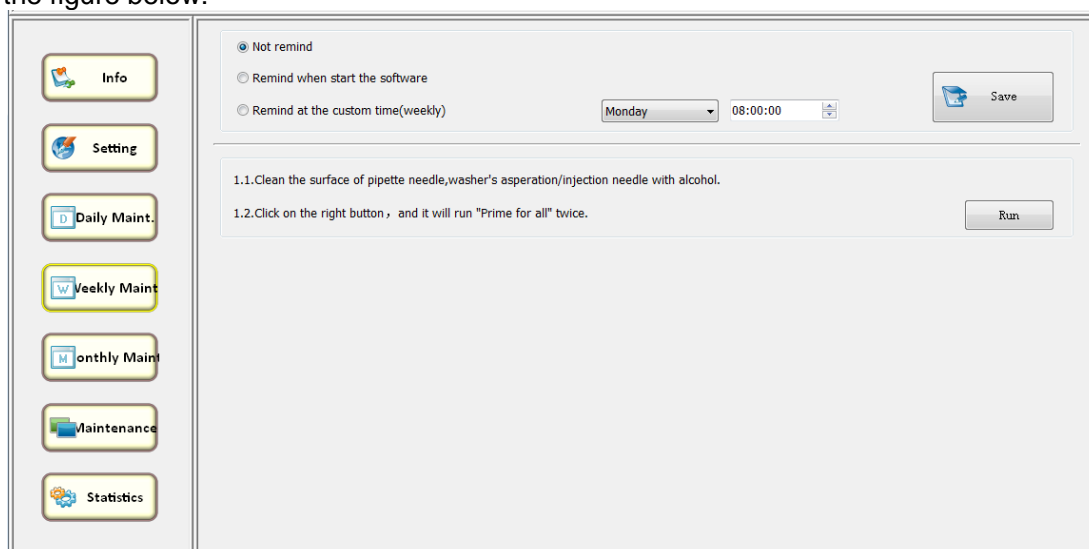 the figure below.
Info
Setting
D Daily Maint.
W Veekly Maint
M onthly Maint
Maintenance
Statistics
Not remind
Remind when start the software
Remind at the custom time(weekly) Monday 08:00:00
Save
1.1.Clean the surface of pipette needle,washer's asperation/injection needle with alcohol.
1.2.Click on the right button，and it will run "Prime for all" twice.
Run